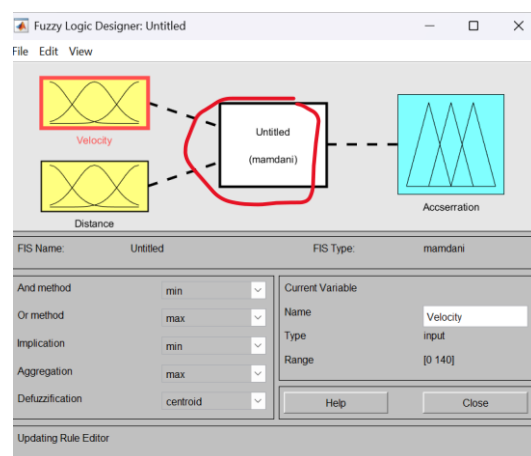 Fuzzy Logic Designer: Untitled
File Edit View
Velocity
Distance
Untitled
(mamdani)
Accserration
FIS Name: Untitled FIS Type: mamdani
And method min
Or method max
Implication min
Aggregation max
Defuzzification centroid
Current Variable
Name Velocity
Type input
Range [0 140]
Help Close
Updating Rule Editor